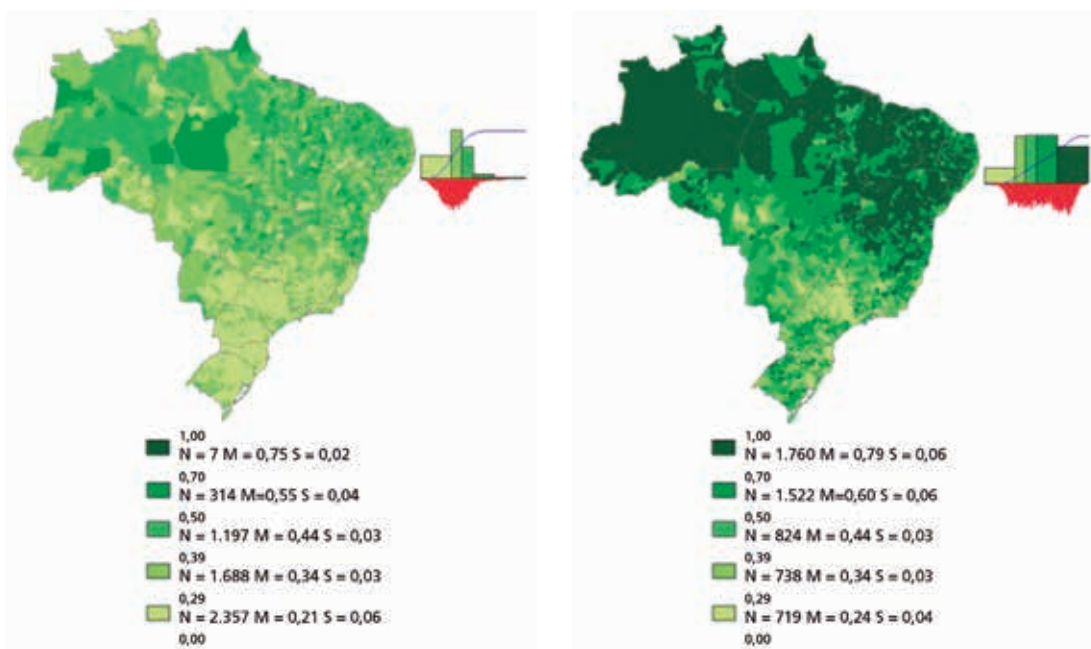 1,00
N = 7 M = 0,75 S = 0,02
0,70
N = 314 M=0,55 S = 0,04
0,50
N = 1.197 M = 0,44 S = 0,03
0,39
N = 1.688 M = 0,34 S = 0,03
0,29
N = 2.357 M = 0,21 S = 0,06
0,00
1,00
N = 1.760 M = 0,79 S = 0,06
0,70
N = 1.522 M=0,60 S = 0,06
0,50
N = 824 M = 0,44 S = 0,03
0,39
N = 738 M = 0,34 S = 0,03
0,29
N = 719 M = 0,24 S = 0,04
0,00